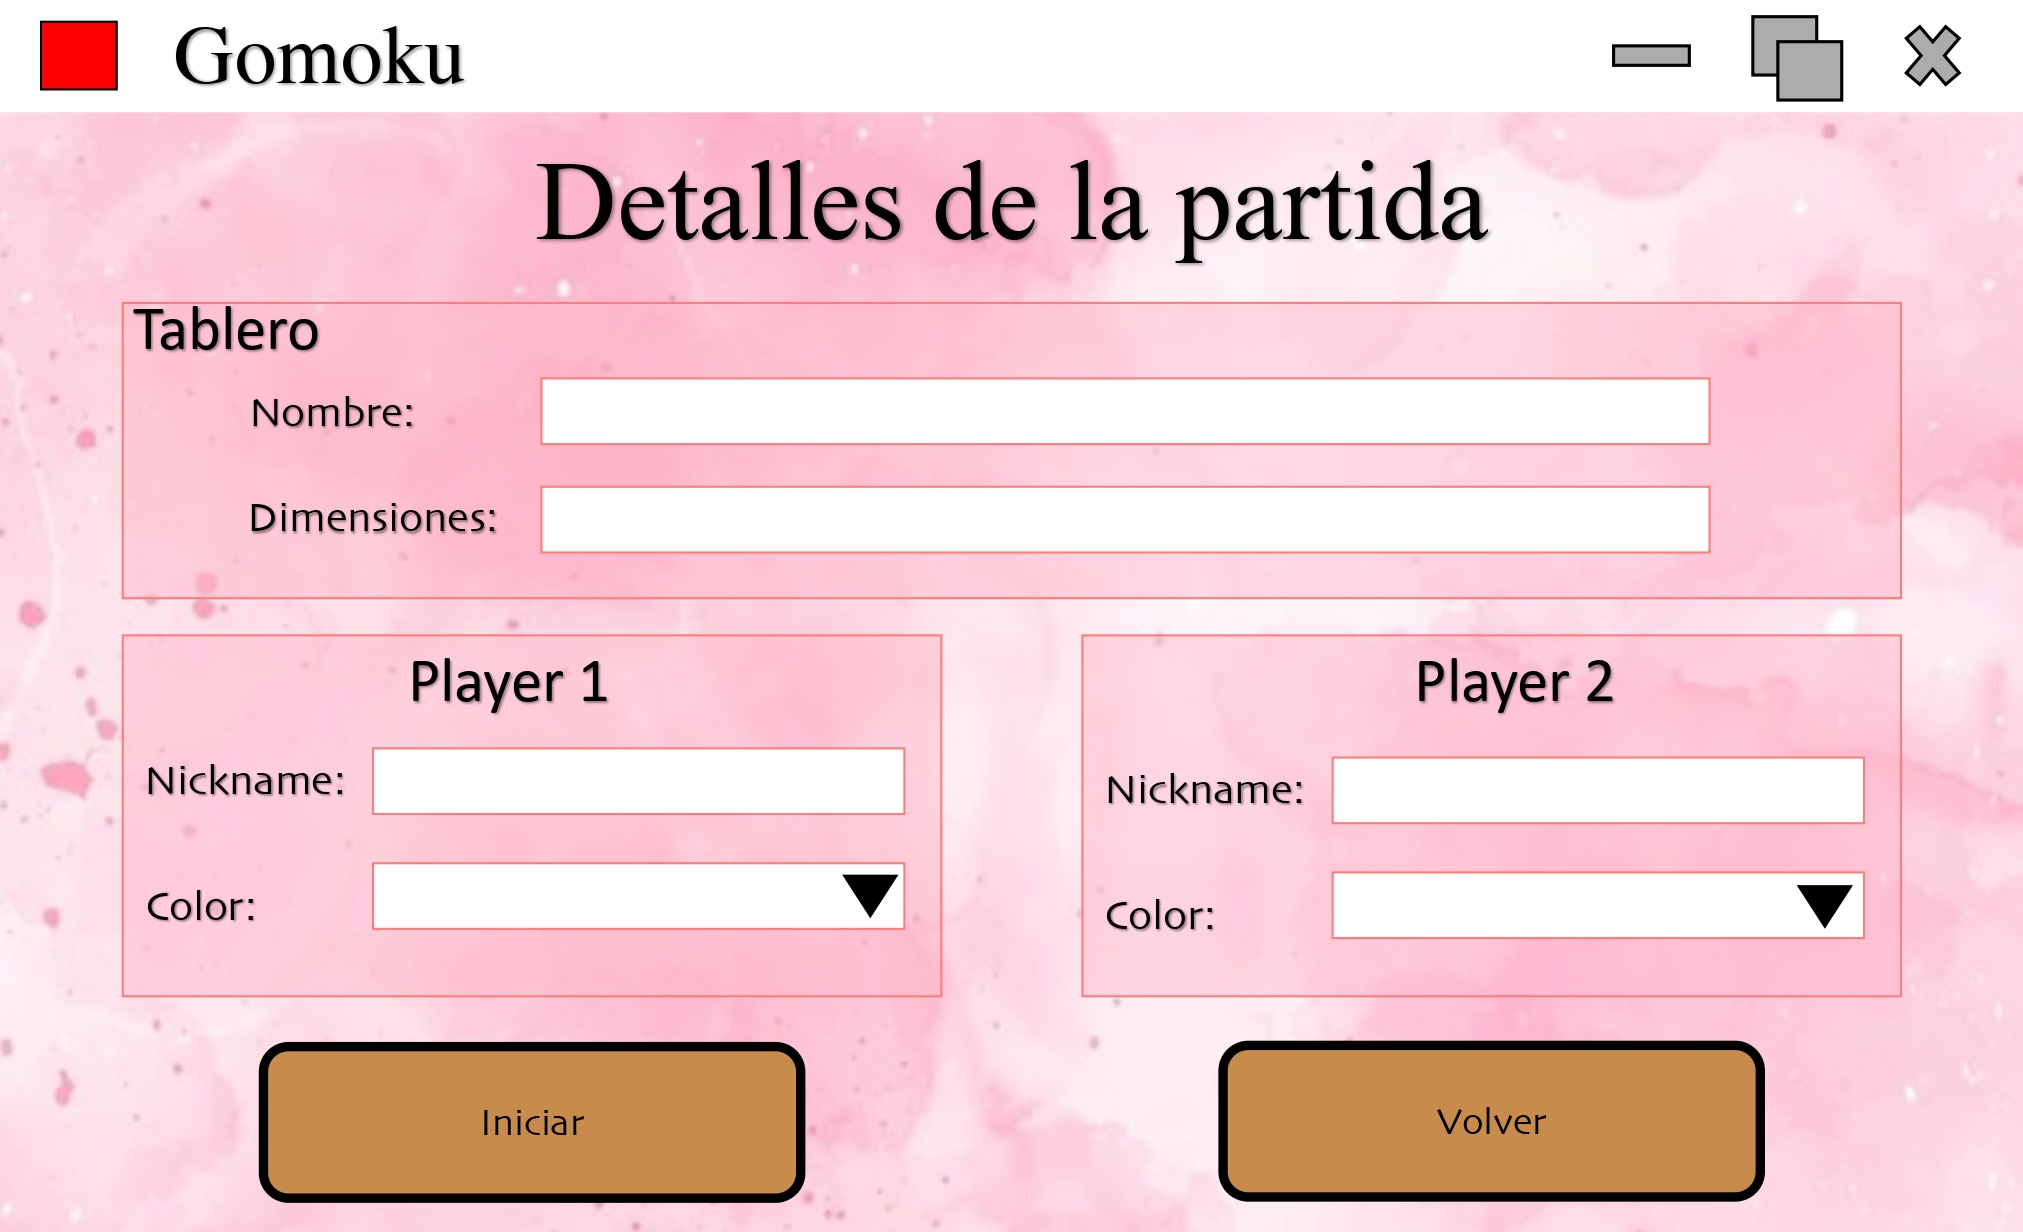 Gomoku
Detalles de la partida
Tablero
Nombre:
Dimensiones:
Player 1
Nickname:
Color:
Player 2
Nickname:
Color:
Iniciar
Volver